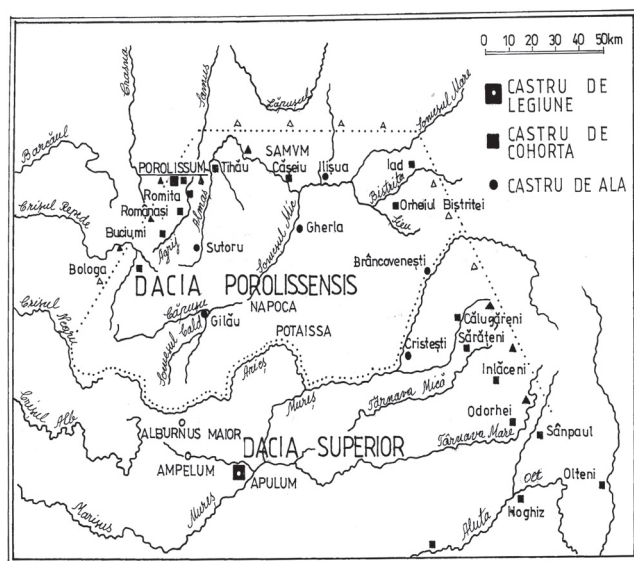 0 10 20 30 40 50km
CASTRU DE
LEGIUNE
CASTRU DE
COHORTA
CASTRU DE ALA
Crasna
Samus
Lăpușul
Someșul Mare
Barcăul
SAMVM
POROLISSUM
Tihău
Cășeiu
Ilișua
Iad
Bistrița
Romita
Românași
Almaș
Crișul Repede
Orheiul Bistriței
Șieu
Buciumi
Agrij
Sutoru
Someșul Mic
Gherla
Bologa
Brâncovenești
DACIA POROLISSENSIS
Crișul
Negru
Căpușu
NAPOCA
Gilău
Someșul Cald
POTAISSA
Călugăreni
Sărățeni
Cristești
Arieș
Inlăceni
Mureș
Târnava Mică
Crișul Alb
ALBURNUS MAIOR
Odorhei
DACIA SUPERIOR
Târnava Mare
Sânpaul
AMPELUM
APULUM
Olt
Olteni
Marisus
Mureș
Hoghiz
Aluta